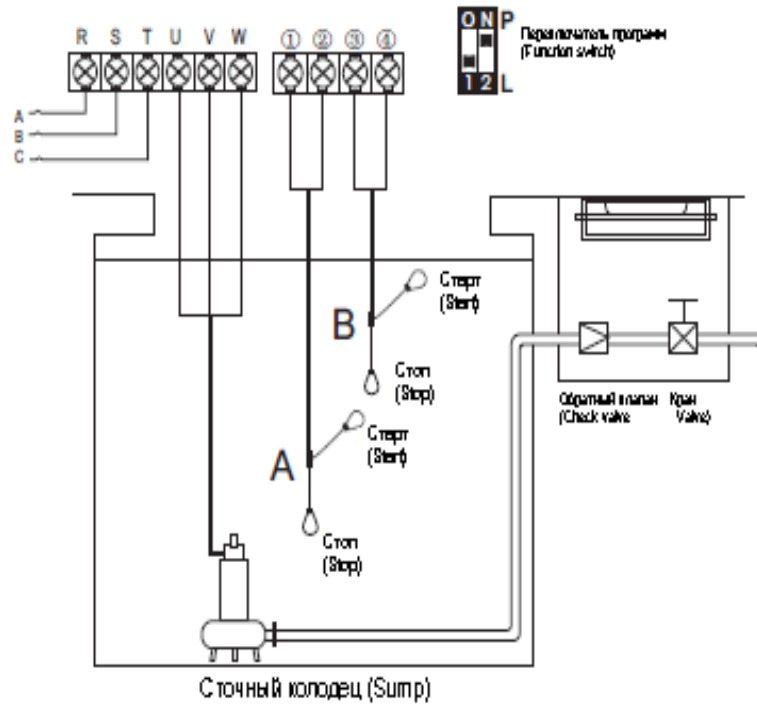 R S T U V W ① ② ③ ④
O N P
1 2 L
Переключатель программ
(Function switch)
A
B
C
Старт
(Start)
B
Стоп
(Stop)
Старт
(Start)
A
Стоп
(Stop)
Обратный клапан
(Check valve
Кран
Valve)
Сточный колодец (Sump)